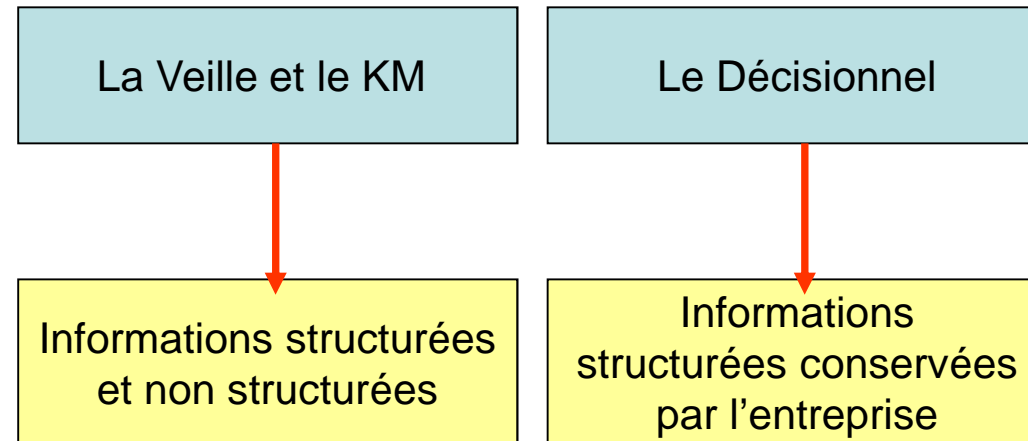 La Veille et le KM
Le Décisionnel
Informations structurées
et non structurées
Informations
structurées conservées
par l’entreprise